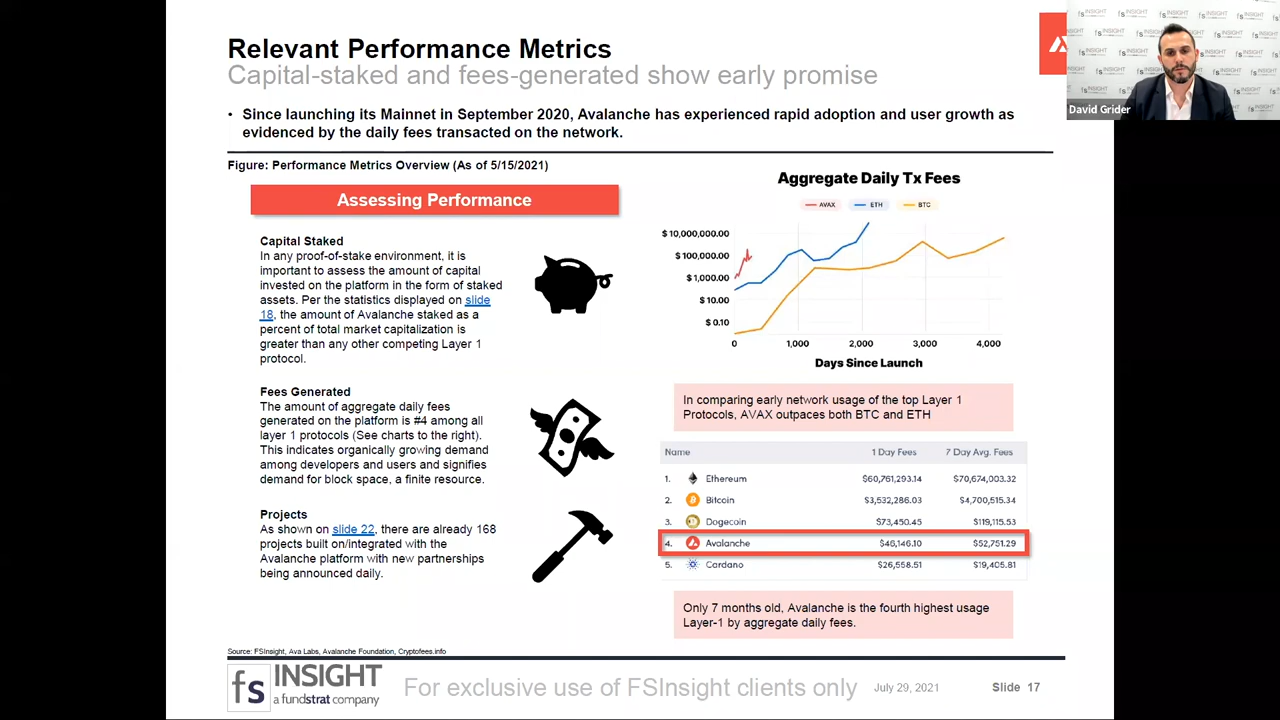 Relevant Performance Metrics
Capital-staked and fees-generated show early promise
• Since launching its Mainnet in September 2020, Avalanche has experienced rapid adoption and user growth as
evidenced by the daily fees transacted on the network.
Figure: Performance Metrics Overview (As of 5/15/2021)
Assessing Performance
Capital Staked
In any proof-of-stake environment, it is
important to assess the amount of capital
invested on the platform in the form of staked
assets. Per the statistics displayed on slide
18, the amount of Avalanche staked as a
percent of total market capitalization is
greater than any other competing Layer 1
protocol.
Fees Generated
The amount of aggregate daily fees
generated on the platform is #4 among all
layer 1 protocols (See charts to the right).
This indicates organically growing demand
among developers and users and signifies
demand for block space, a finite resource.
Projects
As shown on slide 22, there are already 168
projects built on/integrated with the
Avalanche platform with new partnerships
being announced daily.
Aggregate Daily Tx Fees
AVAX ETH BTC
$ 10,000,000.00
$ 100,000.00
$ 1,000.00
$ 10.00
$ 0.10
0 1,000 2,000 3,000 4,000
Days Since Launch
In comparing early network usage of the top Layer 1
Protocols, AVAX outpaces both BTC and ETH
Name 1 Day Fees 7 Day Avg. Fees
1. Ethereum $60,761,293.14 $70,674,003.32
2. Bitcoin $3,532,286.03 $4,700,515.34
3. Dogecoin $73,450.45 $119,115.53
4. Avalanche $46,146.10 $52,751.29
5. Cardano $26,558.51 $19,405.81
Only 7 months old, Avalanche is the fourth highest usage
Layer-1 by aggregate daily fees.
Source: FSInsight, Ava Labs, Avalanche Foundation, Cryptofees.info
fs INSIGHT
a fundstrat company
For exclusive use of FSInsight clients only
July 29, 2021
Slide 17
David Grider
fs INSIGHT